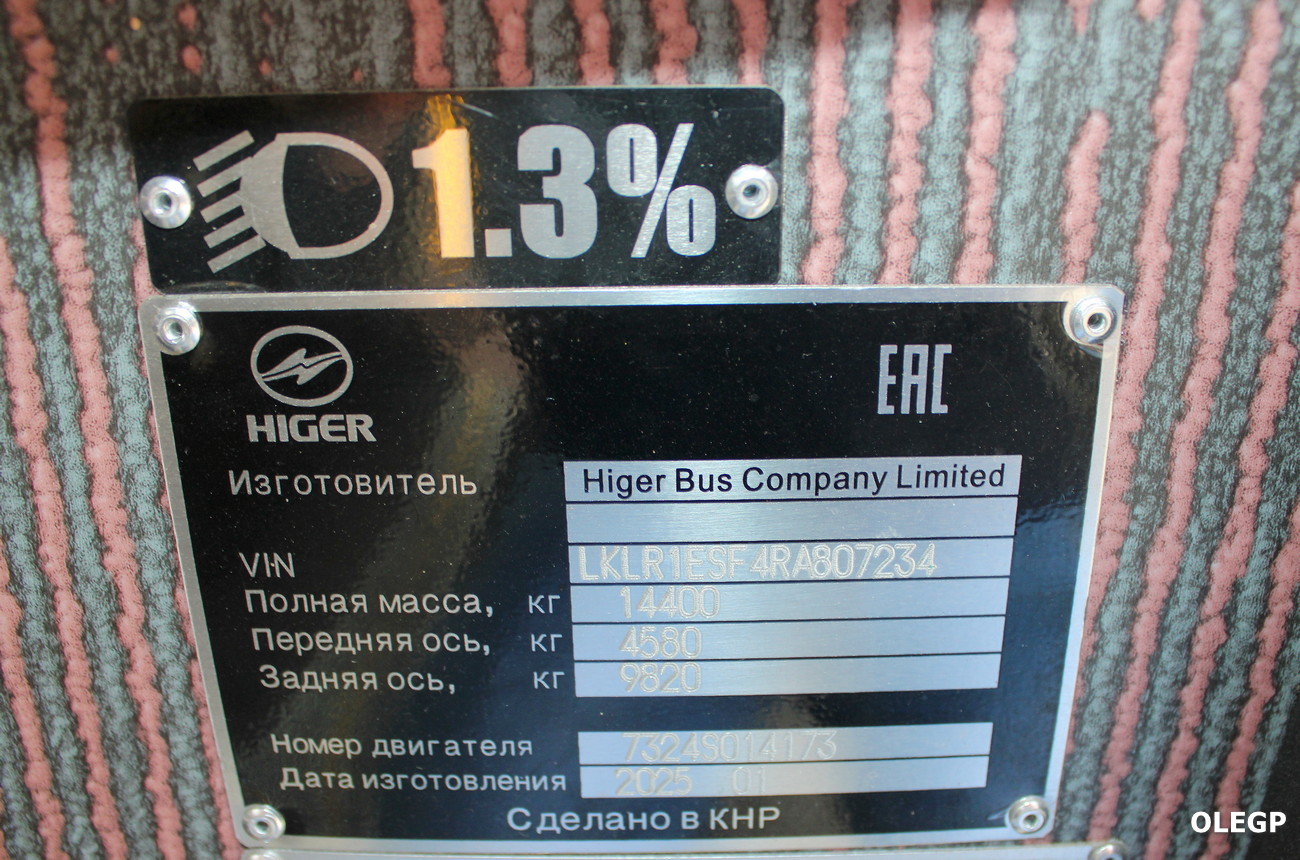 1.3%
HIGER
EAC
Изготовитель Higer Bus Company Limited
VIN LKLR1ESF4RA807234
Полная масса, кг 14400
Передняя ось, кг 4580
Задняя ось, кг 9820
Номер двигателя 7324S014173
Дата изготовления 2025 01
Сделано в КНР
OLEGP